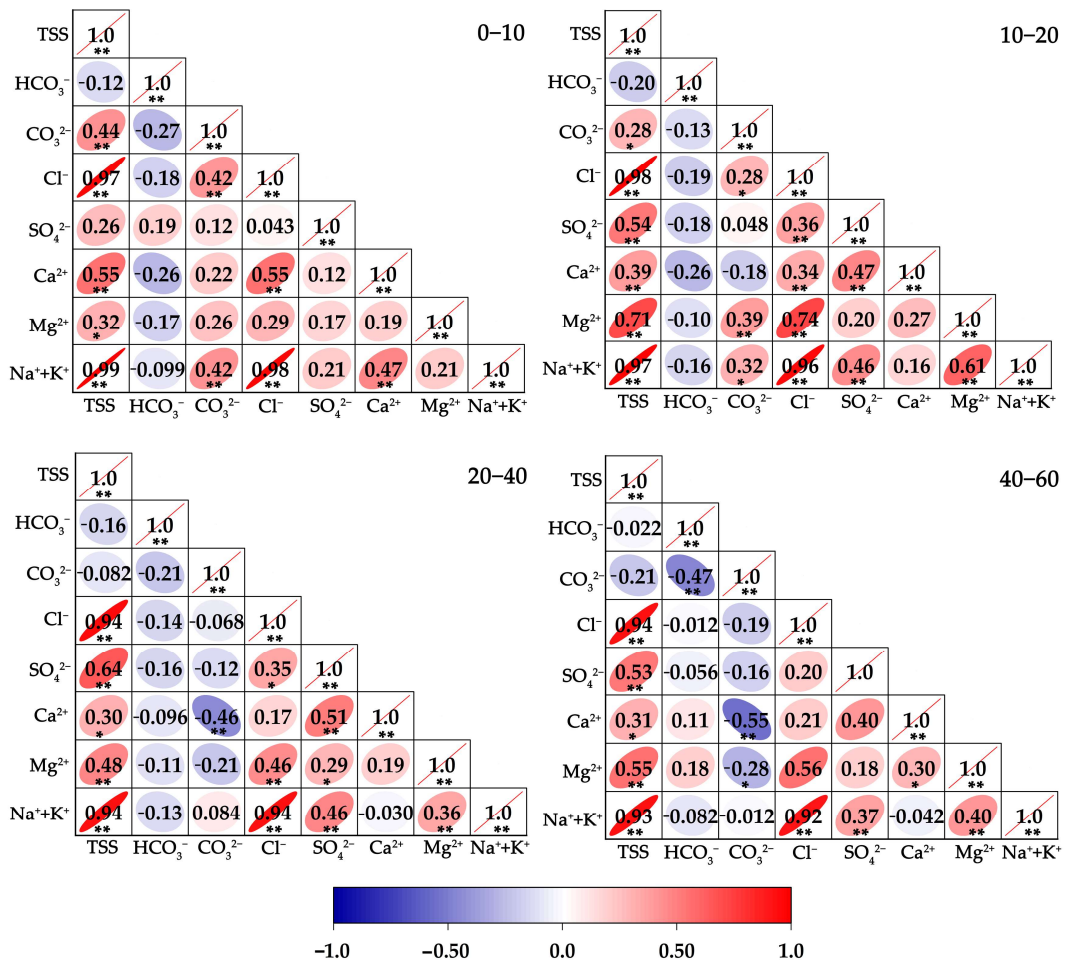 0–10
TSS 1.0
**
HCO₃⁻ -0.12 1.0
**
CO₃²⁻ 0.44 -0.27 1.0
** **
Cl⁻ 0.97 -0.18 0.42 1.0
** ** **
SO₄²⁻ 0.26 0.19 0.12 0.043 1.0
**
Ca²⁺ 0.55 -0.26 0.22 0.55 0.12 1.0
** ** **
Mg²⁺ 0.32 -0.17 0.26 0.29 0.17 0.19 1.0
* **
Na⁺+K⁺ 0.99 -0.099 0.42 0.98 0.21 0.47 0.21 1.0
** ** ** ** **
TSS HCO₃⁻ CO₃²⁻ Cl⁻ SO₄²⁻ Ca²⁺ Mg²⁺ Na⁺+K⁺
10–20
TSS 1.0
**
HCO₃⁻ -0.20 1.0
**
CO₃²⁻ 0.28 -0.13 1.0
* **
Cl⁻ 0.98 -0.19 0.28 1.0
** * **
SO₄²⁻ 0.54 -0.18 0.048 0.36 1.0
** ** **
Ca²⁺ 0.39 -0.26 -0.18 0.34 0.47 1.0
** ** ** **
Mg²⁺ 0.71 -0.10 0.39 0.74 0.20 0.27 1.0
** ** ** **
Na⁺+K⁺ 0.97 -0.16 0.32 0.96 0.46 0.16 0.61 1.0
** * ** ** ** **
TSS HCO₃⁻ CO₃²⁻ Cl⁻ SO₄²⁻ Ca²⁺ Mg²⁺ Na⁺+K⁺
20–40
TSS 1.0
**
HCO₃⁻ -0.16 1.0
**
CO₃²⁻ -0.082 -0.21 1.0
**
Cl⁻ 0.94 -0.14 -0.068 1.0
** **
SO₄²⁻ 0.64 -0.16 -0.12 0.35 1.0
** * **
Ca²⁺ 0.30 -0.096 -0.46 0.17 0.51 1.0
* ** ** **
Mg²⁺ 0.48 -0.11 -0.21 0.46 0.29 0.19 1.0
** ** * **
Na⁺+K⁺ 0.94 -0.13 0.084 0.94 0.46 -0.030 0.36 1.0
** ** ** ** **
TSS HCO₃⁻ CO₃²⁻ Cl⁻ SO₄²⁻ Ca²⁺ Mg²⁺ Na⁺+K⁺
40–60
TSS 1.0
**
HCO₃⁻ -0.022 1.0
**
CO₃²⁻ -0.21 -0.47 1.0
** **
Cl⁻ 0.94 -0.012 -0.19 1.0
** **
SO₄²⁻ 0.53 -0.056 -0.16 0.20 1.0
**
Ca²⁺ 0.31 0.11 -0.55 0.21 0.40 1.0
* ** **
Mg²⁺ 0.55 0.18 -0.28 0.56 0.18 0.30 1.0
** * * **
Na⁺+K⁺ 0.93 -0.082 -0.012 0.92 0.37 -0.042 0.40 1.0
** ** ** ** **
TSS HCO₃⁻ CO₃²⁻ Cl⁻ SO₄²⁻ Ca²⁺ Mg²⁺ Na⁺+K⁺
−1.0 −0.50 0.0 0.50 1.0